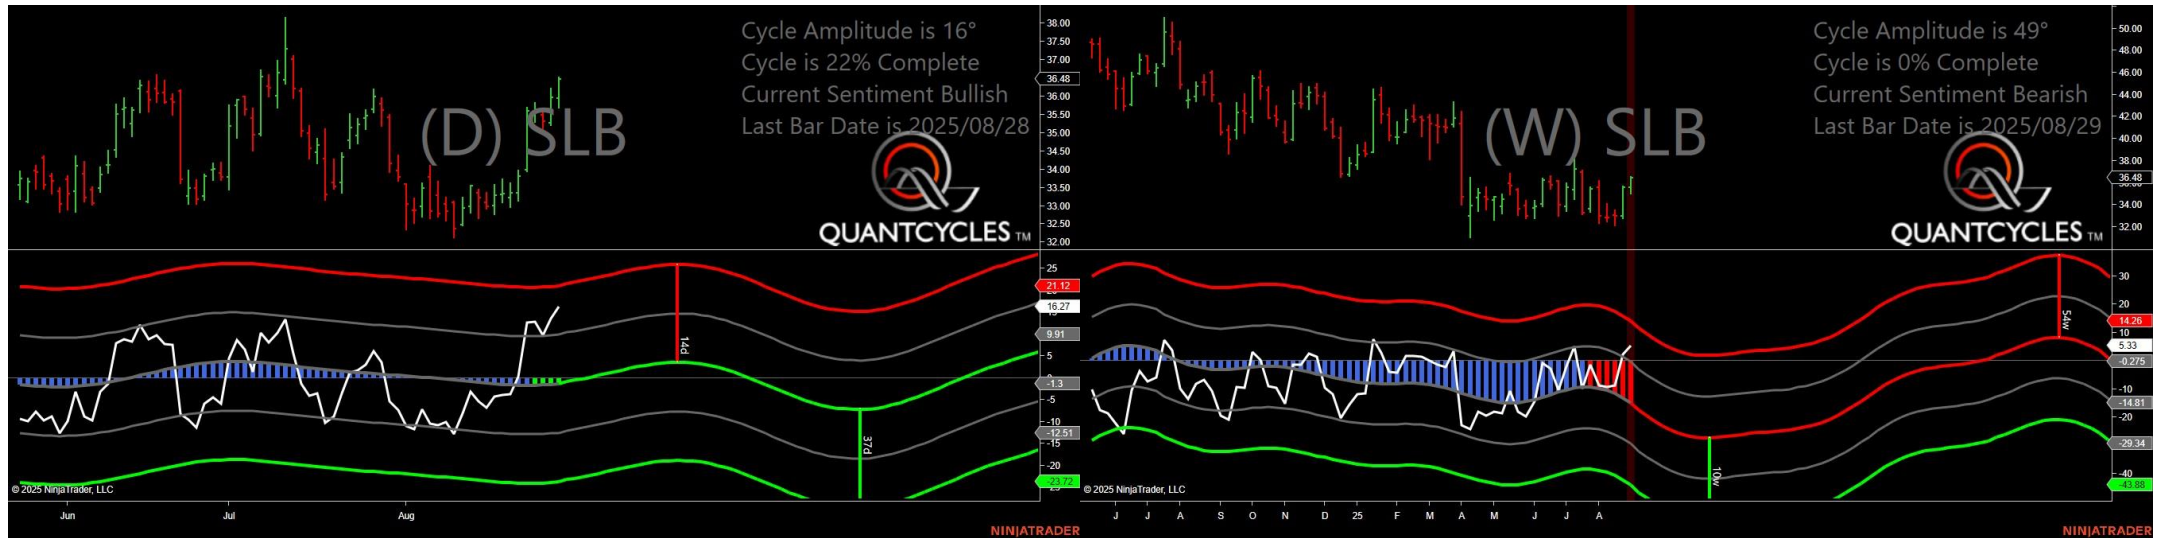 Cycle Amplitude is 16°
Cycle is 22% Complete
Current Sentiment Bullish
Last Bar Date is 2025/08/28
(D) SLB
QUANTCYCLES TM
38.00
37.50
36.48
36.00
35.50
35.00
34.50
34.00
33.50
33.00
32.50
32.00
25
21.12
16.27
9.91
5
0
-1.3
-5
-12.51
-15
-20
-23.72
14d
37d
© 2025 NinjaTrader, LLC
Jun
Jul
Aug
NINJATRADER
Cycle Amplitude is 49°
Cycle is 0% Complete
Current Sentiment Bearish
Last Bar Date is 2025/08/29
(W) SLB
QUANTCYCLES TM
50.00
48.00
46.00
44.00
42.00
40.00
38.00
36.48
34.00
32.00
30
20
14.26
10
5.33
-0.275
-10
-14.81
-20
-29.34
-40
-43.88
54w
10w
© 2025 NinjaTrader, LLC
J J A S O N D 25 F M A M J J A
NINJATRADER